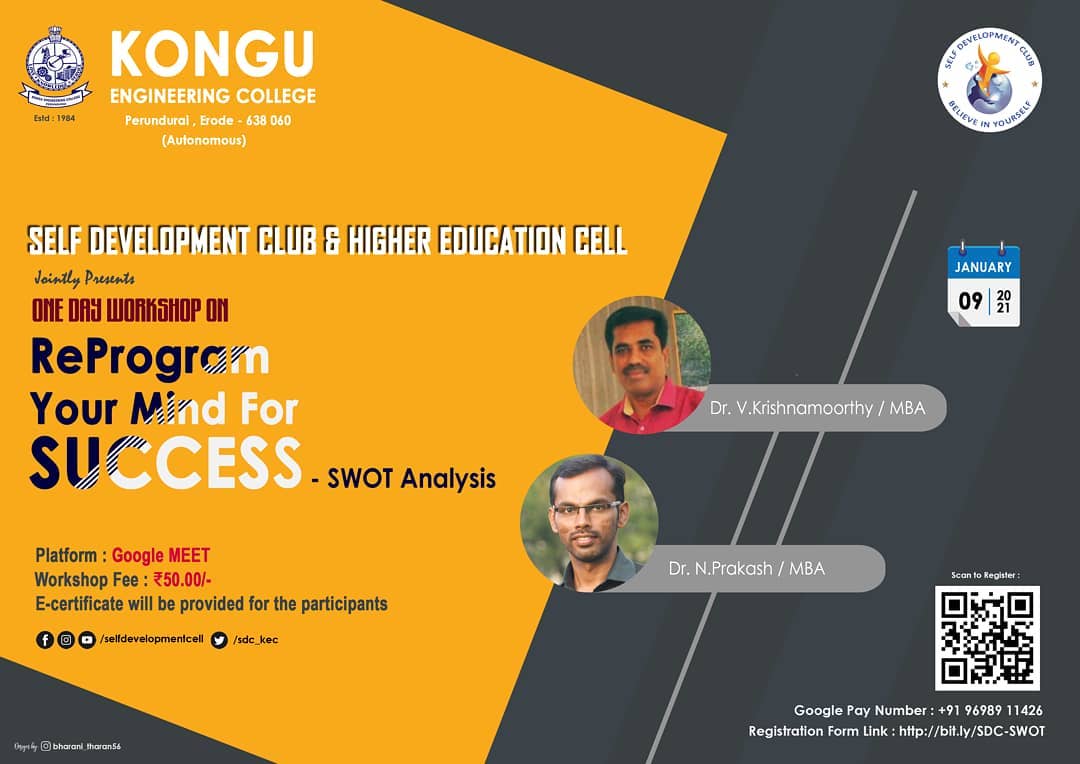 KONGU
ENGINEERING COLLEGE
Perundurai , Erode - 638 060
(Autonomous)
Estd : 1984
SELF DEVELOPMENT CLUB
BELIEVE IN YOURSELF
SELF DEVELOPMENT CLUB & HIGHER EDUCATION CELL
Jointly Presents
ONE DAY WORKSHOP ON
ReProgram
Your Mind For
SUCCESS - SWOT Analysis
JANUARY
09 20
21
Dr. V.Krishnamoorthy / MBA
Dr. N.Prakash / MBA
Platform : Google MEET
Workshop Fee : ₹50.00/-
E-certificate will be provided for the participants
/selfdevelopmentcell /sdc_kec
Scan to Register :
Google Pay Number : +91 96989 11426
Registration Form Link : http://bit.ly/SDC-SWOT
Design by: bharani_tharan56